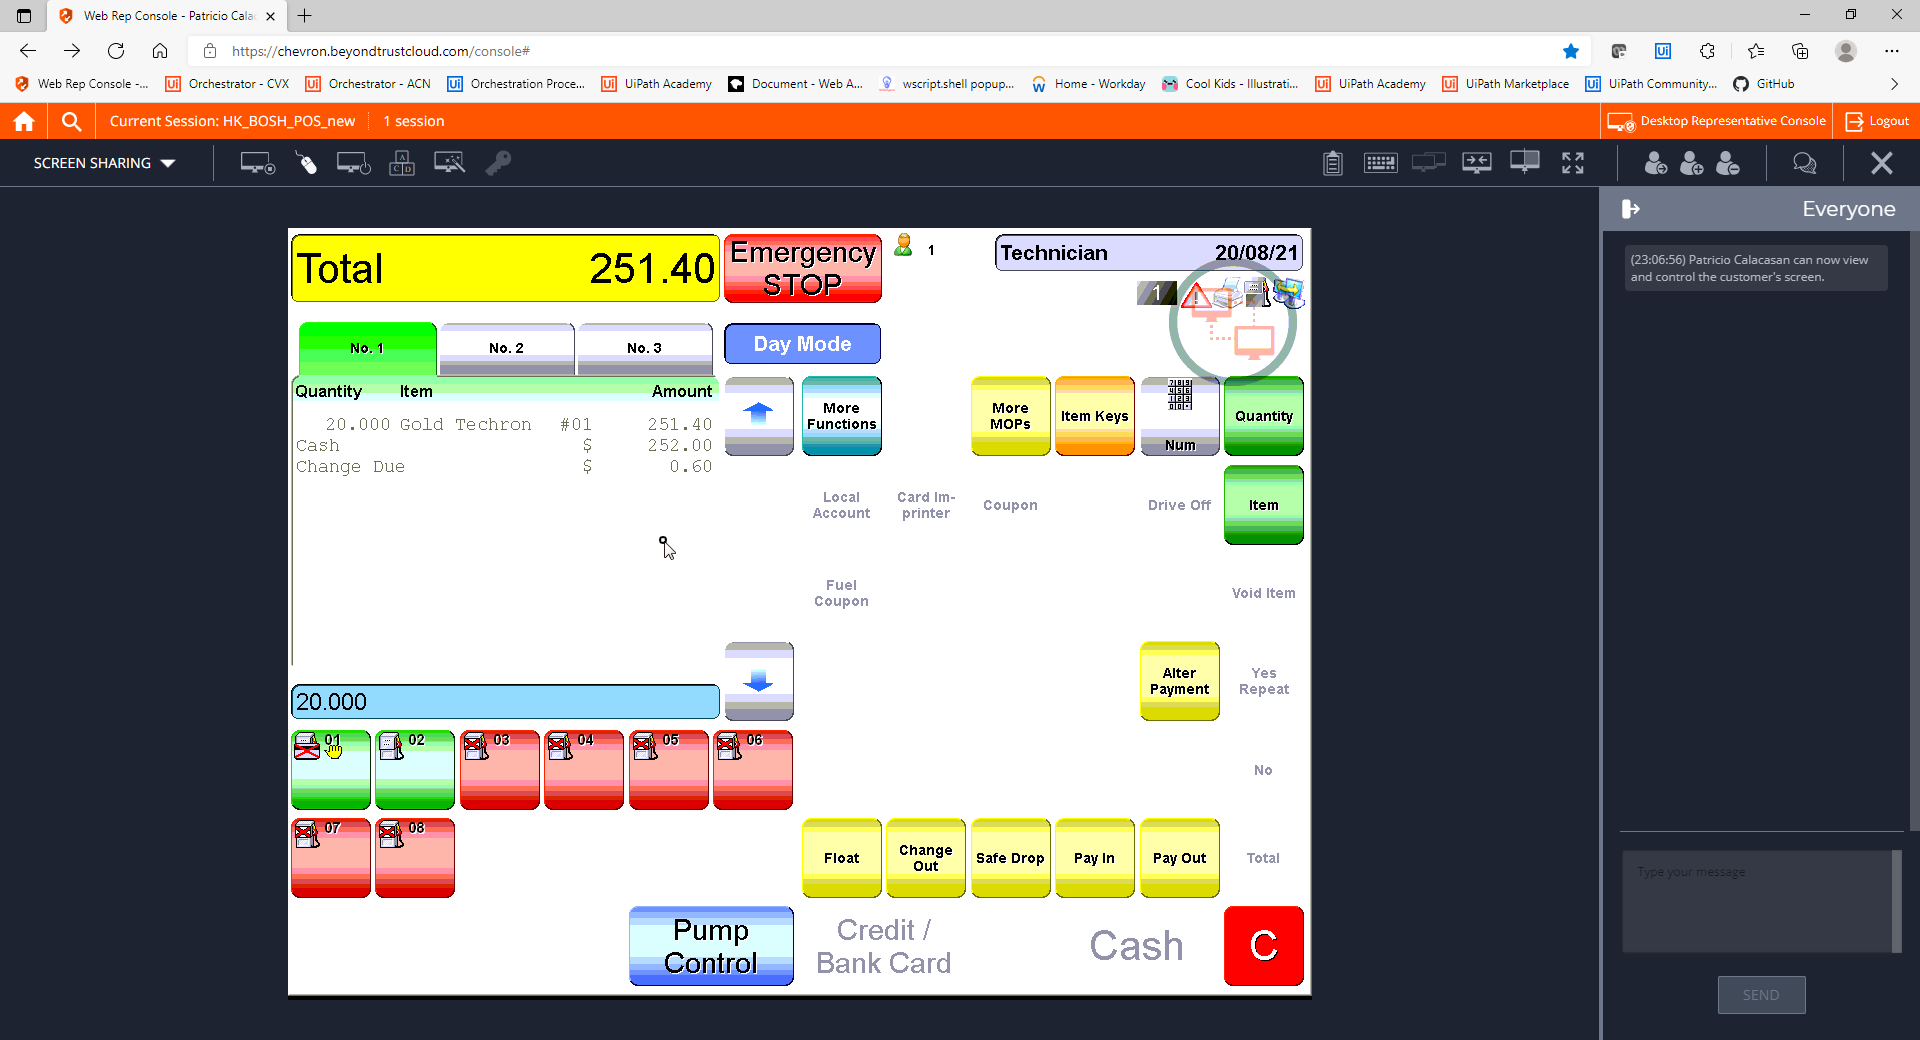 Web Rep Console - Patricio Cala
https://chevron.beyondtrustcloud.com/console#
Web Rep Console -...
Orchestrator - CVX
Orchestrator - ACN
Orchestration Proce...
UiPath Academy
Document - Web A...
wscript.shell popup...
Home - Workday
Cool Kids - Illustrati...
UiPath Academy
UiPath Marketplace
UiPath Community...
GitHub
Current Session: HK_BOSH_POS_new
1 session
Desktop Representative Console
Logout
SCREEN SHARING
Everyone
(23:06:56) Patricio Calacasan can now view
and control the customer's screen.
Total 251.40
Emergency
STOP
1
Technician 20/08/21
1
No. 1
No. 2
No. 3
Day Mode
Quantity Item Amount
20.000 Gold Techron #01 251.40
Cash $ 252.00
Change Due $ 0.60
More
Functions
More
MOPs
Item Keys
Num
Quantity
Local
Account
Card Im-
printer
Coupon
Drive Off
Item
Fuel
Coupon
Void Item
Alter
Payment
Yes
Repeat
20.000
01
02
03
04
05
06
No
07
08
Float
Change
Out
Safe Drop
Pay In
Pay Out
Total
Pump
Control
Credit /
Bank Card
Cash
C
Type your message
SEND